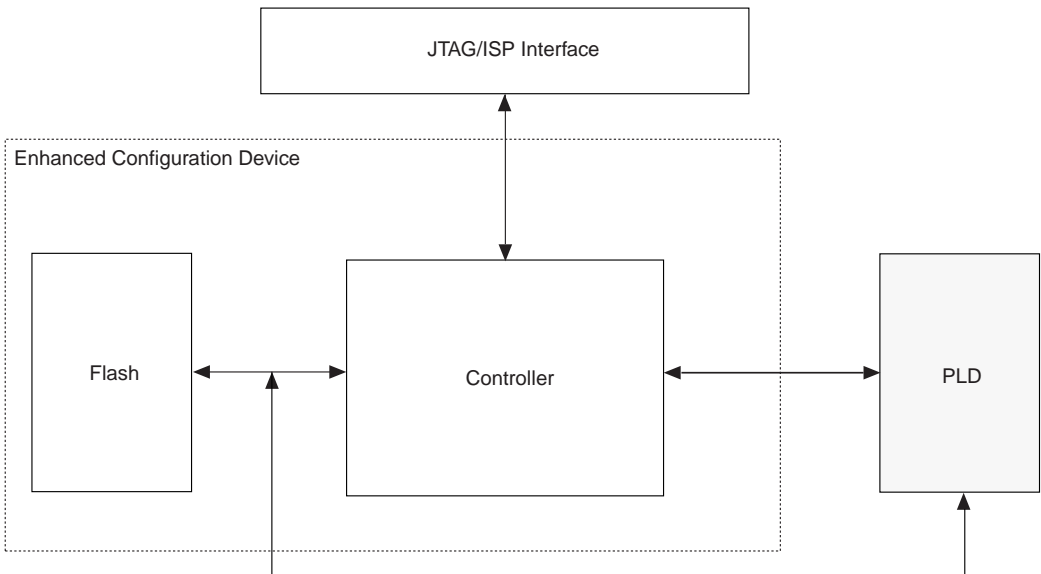 JTAG/ISP Interface
Enhanced Configuration Device
Flash
Controller
PLD